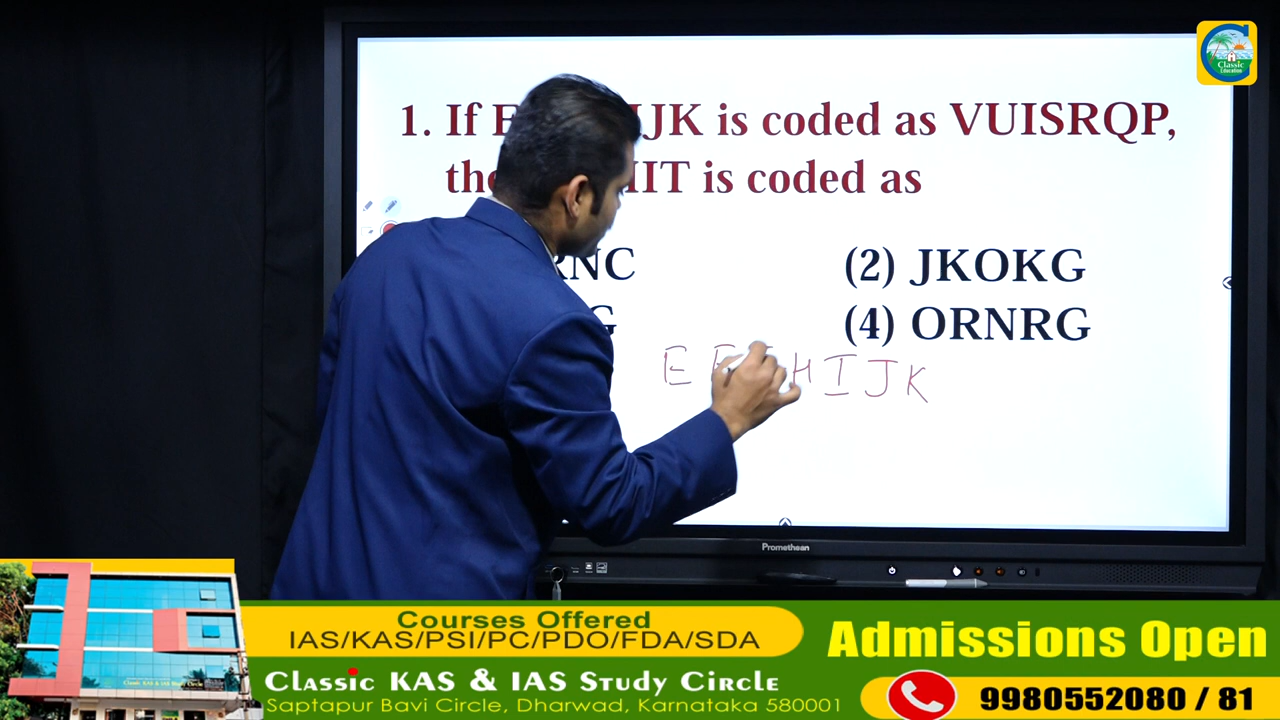 Classic
Education
1. If E IJK is coded as VUISRQP,
the IIT is coded as
RNC
(2) JKOKG
G
(4) ORNRG
E F H I J K
Promethean
Courses Offered
IAS/KAS/PSI/PC/PDO/FDA/SDA
Classic KAS & IAS Study Circle
Saptapur Bavi Circle, Dharwad, Karnataka 580001
Admissions Open
9980552080 / 81